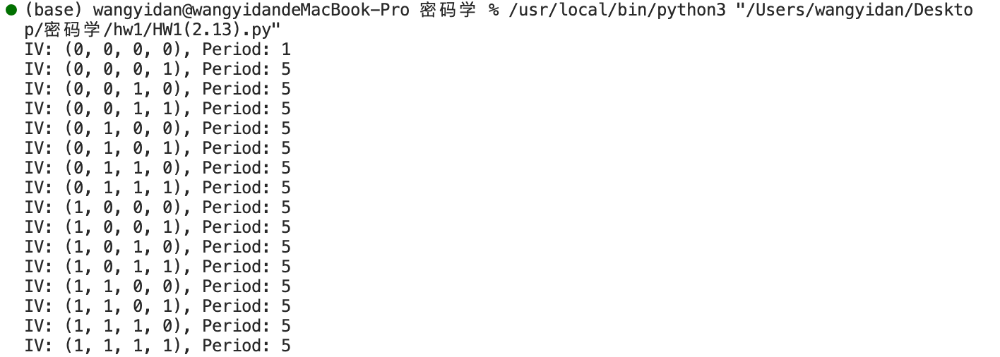 (base) wangyidan@wangyidandeMacBook-Pro 密码学 % /usr/local/bin/python3 "/Users/wangyidan/Deskto
p/密码学/hw1/HW1(2.13).py"
IV: (0, 0, 0, 0), Period: 1
IV: (0, 0, 0, 1), Period: 5
IV: (0, 0, 1, 0), Period: 5
IV: (0, 0, 1, 1), Period: 5
IV: (0, 1, 0, 0), Period: 5
IV: (0, 1, 0, 1), Period: 5
IV: (0, 1, 1, 0), Period: 5
IV: (0, 1, 1, 1), Period: 5
IV: (1, 0, 0, 0), Period: 5
IV: (1, 0, 0, 1), Period: 5
IV: (1, 0, 1, 0), Period: 5
IV: (1, 0, 1, 1), Period: 5
IV: (1, 1, 0, 0), Period: 5
IV: (1, 1, 0, 1), Period: 5
IV: (1, 1, 1, 0), Period: 5
IV: (1, 1, 1, 1), Period: 5